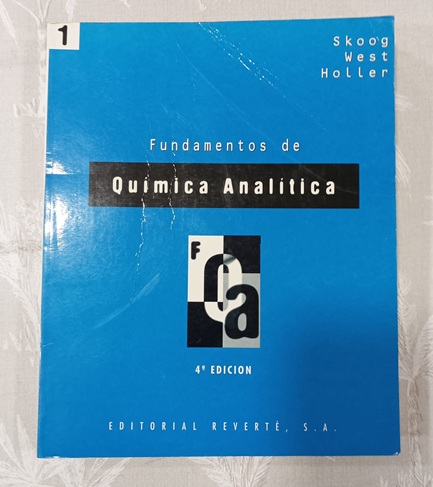 1
Skoog
West
Holler
Fundamentos de
Química Analítica
F
Q
a
4ª EDICION
EDITORIAL REVERTÉ, S.A.